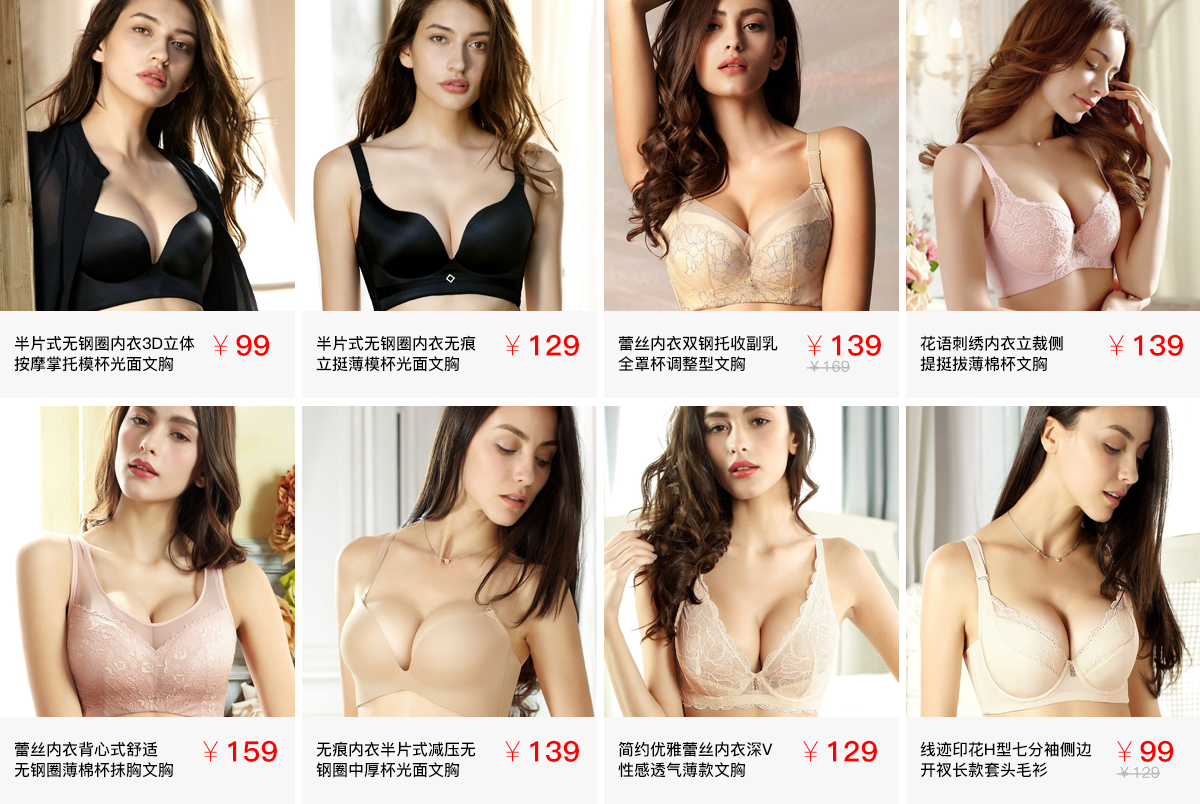 半片式无钢圈内衣3D立体
按摩掌托模杯光面文胸
￥99
半片式无钢圈内衣无痕
立挺薄模杯光面文胸
￥129
蕾丝内衣双钢托收副乳
全罩杯调整型文胸
￥139
￥169
花语刺绣内衣立裁侧
提挺拔薄棉杯文胸
￥139
蕾丝内衣背心式舒适
无钢圈薄棉杯抹胸文胸
￥159
无痕内衣半片式减压无
钢圈中厚杯光面文胸
￥139
简约优雅蕾丝内衣深V
性感透气薄款文胸
￥129
线迹印花H型七分袖侧边
开衩长款套头毛衫
￥99
￥129